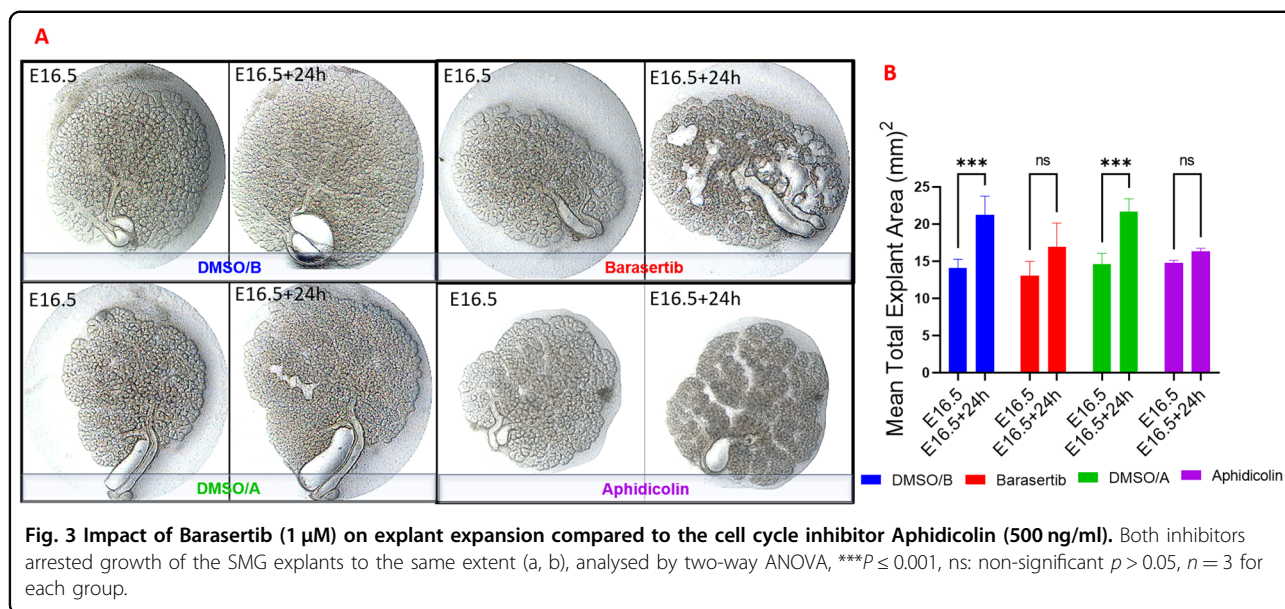 A
E16.5
E16.5+24h
E16.5
E16.5+24h
DMSO/B
Barasertib
E16.5
E16.5+24h
E16.5
E16.5+24h
DMSO/A
Aphidicolin
B
Mean Total Explant Area (mm)²
25
20
15
10
5
0
***
ns
***
ns
E16.5
E16.5+24h
E16.5
E16.5+24h
E16.5
E16.5+24h
E16.5
E16.5+24h
DMSO/B Barasertib DMSO/A Aphidicolin
Fig. 3 Impact of Barasertib (1 μM) on explant expansion compared to the cell cycle inhibitor Aphidicolin (500 ng/ml). Both inhibitors
arrested growth of the SMG explants to the same extent (a, b), analysed by two-way ANOVA, ***P ≤ 0.001, ns: non-significant p > 0.05, n = 3 for
each group.